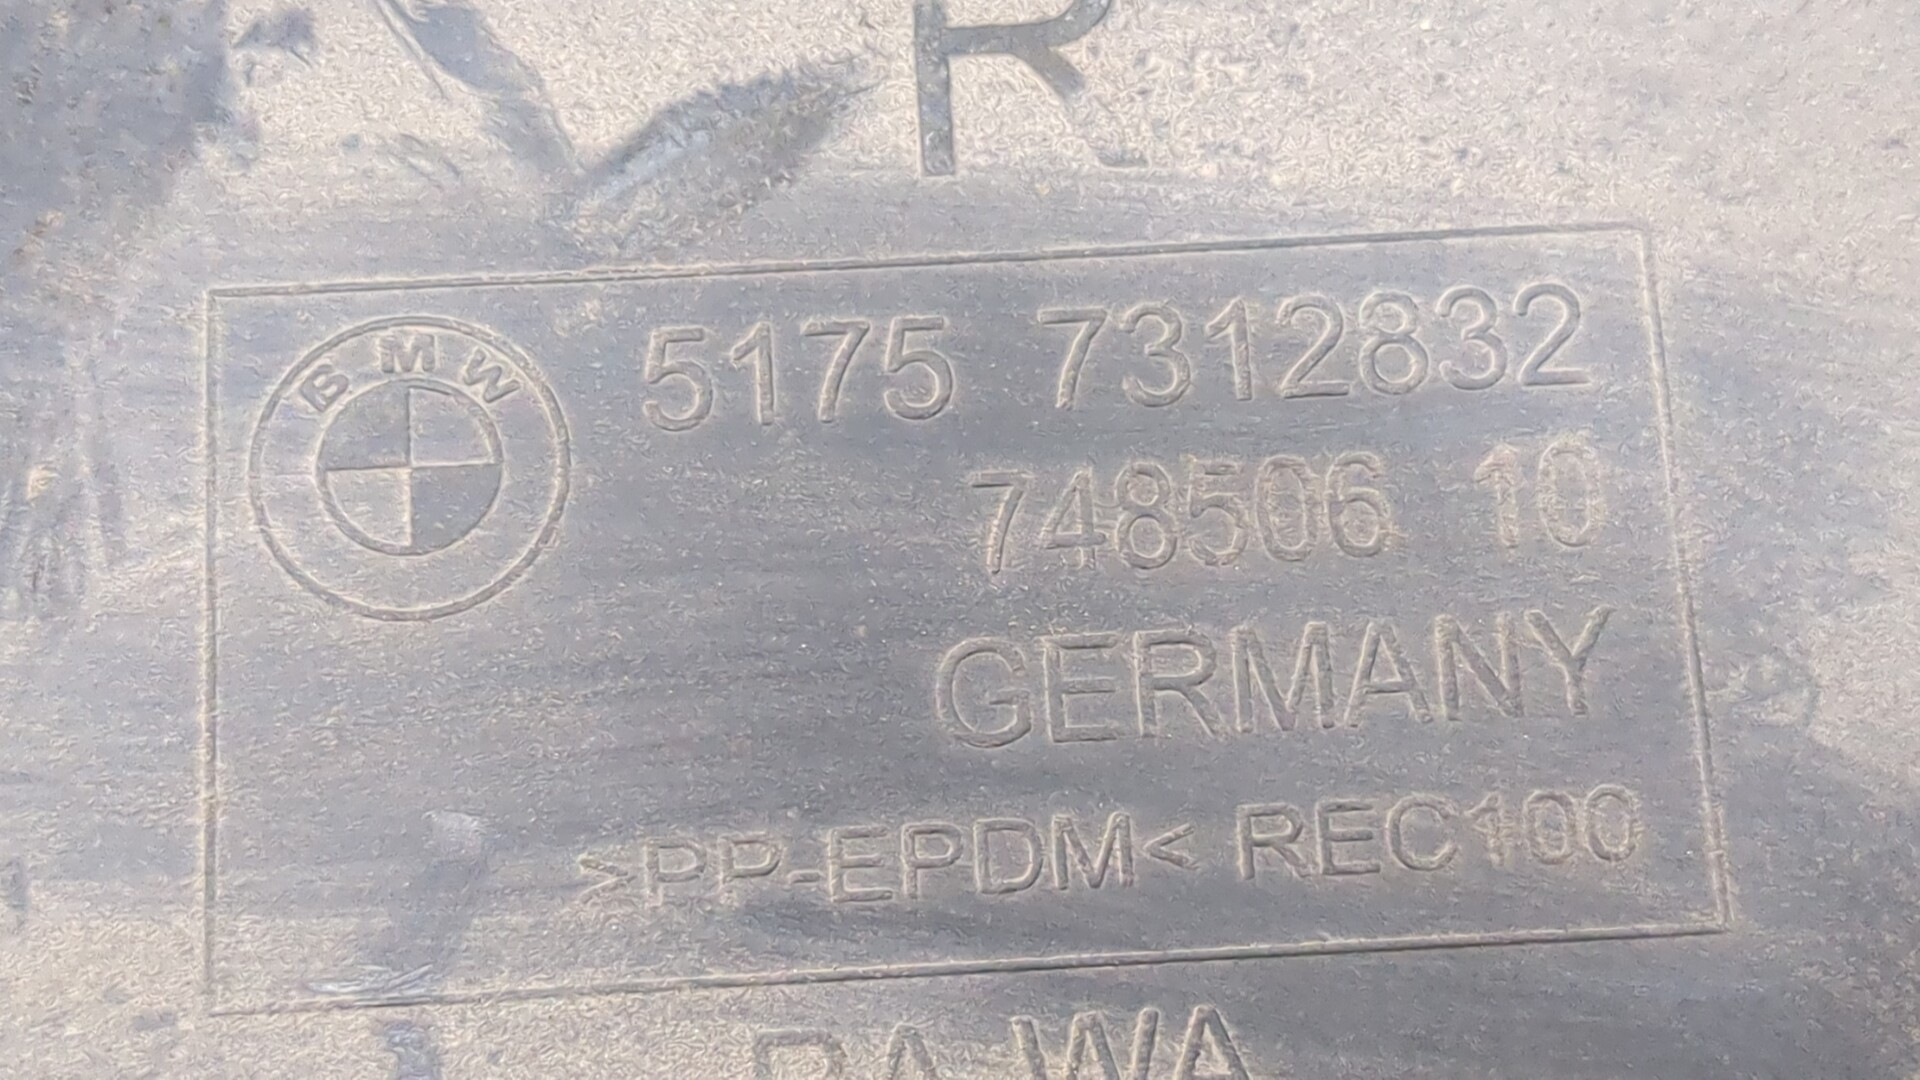 R
BMW
5175 7312832
748506 10
GERMANY
>PP-EPDM< REC100